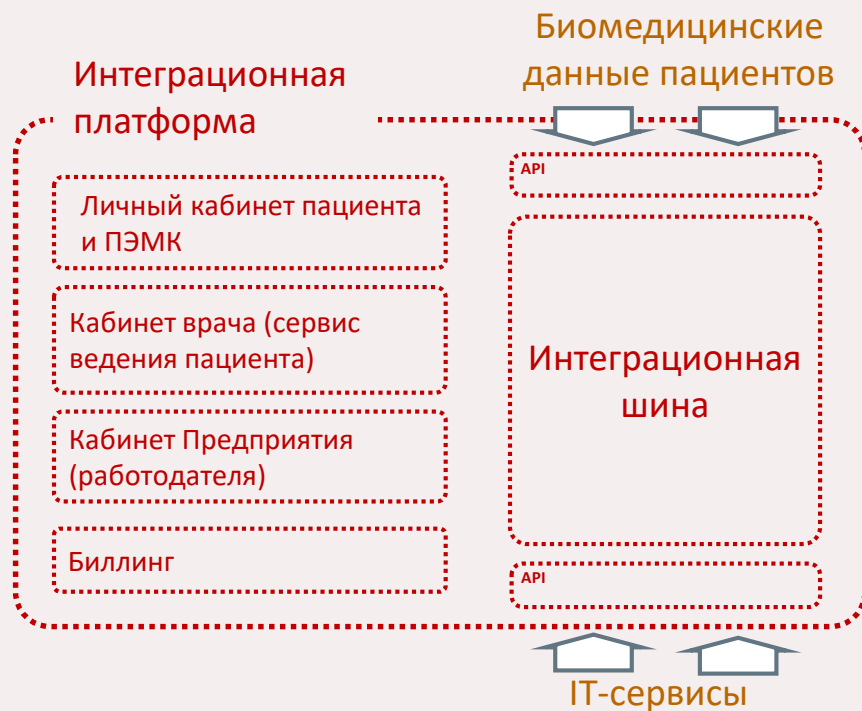 Биомедицинские
данные пациентов
Интеграционная
платформа
API
Личный кабинет пациента
и ПЭМК
Кабинет врача (сервис
ведения пациента)
Интеграционная
шина
Кабинет Предприятия
(работодателя)
Биллинг
API
IT-сервисы